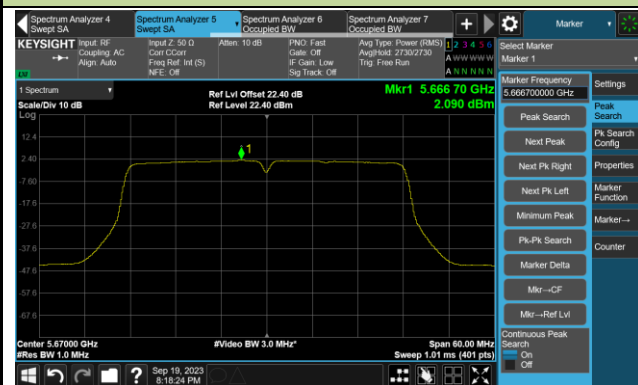 Spectrum Analyzer 4
Swept SA
Spectrum Analyzer 5
Swept SA
Spectrum Analyzer 6
Occupied BW
Spectrum Analyzer 7
Occupied BW
Marker
KEYSIGHT
Input: RF
Coupling: AC
Align: Auto
Input Z: 50 Ω
Corr CCorr
Freq Ref: Int (S)
NFE: Off
Atten: 10 dB
PNO: Fast
Gate: Off
IF Gain: Low
Sig Track: Off
Avg Type: Power (RMS)
Avg|Hold: 2730/2730
Trig: Free Run
1 2 3 4 5 6
A W W W W W
A N N N N N
Select Marker
Marker 1
1 Spectrum
Scale/Div 10 dB
Ref Lvl Offset 22.40 dB
Ref Level 22.40 dBm
Mkr1 5.666 70 GHz
2.090 dBm
Log
12.4
2.40
-7.60
-17.6
-27.6
-37.6
-47.6
-57.6
-67.6
1
Center 5.67000 GHz
#Res BW 1.0 MHz
#Video BW 3.0 MHz*
Span 60.00 MHz
Sweep 1.01 ms (401 pts)
Marker Frequency
5.666700000 GHz
Peak Search
Next Peak
Next Pk Right
Next Pk Left
Minimum Peak
Pk-Pk Search
Marker Delta
Mkr→CF
Mkr→Ref Lvl
Continuous Peak
Search
On
Off
Settings
Peak
Search
Pk Search
Config
Properties
Marker
Function
Marker→
Counter
?
Sep 19, 2023
8:18:24 PM